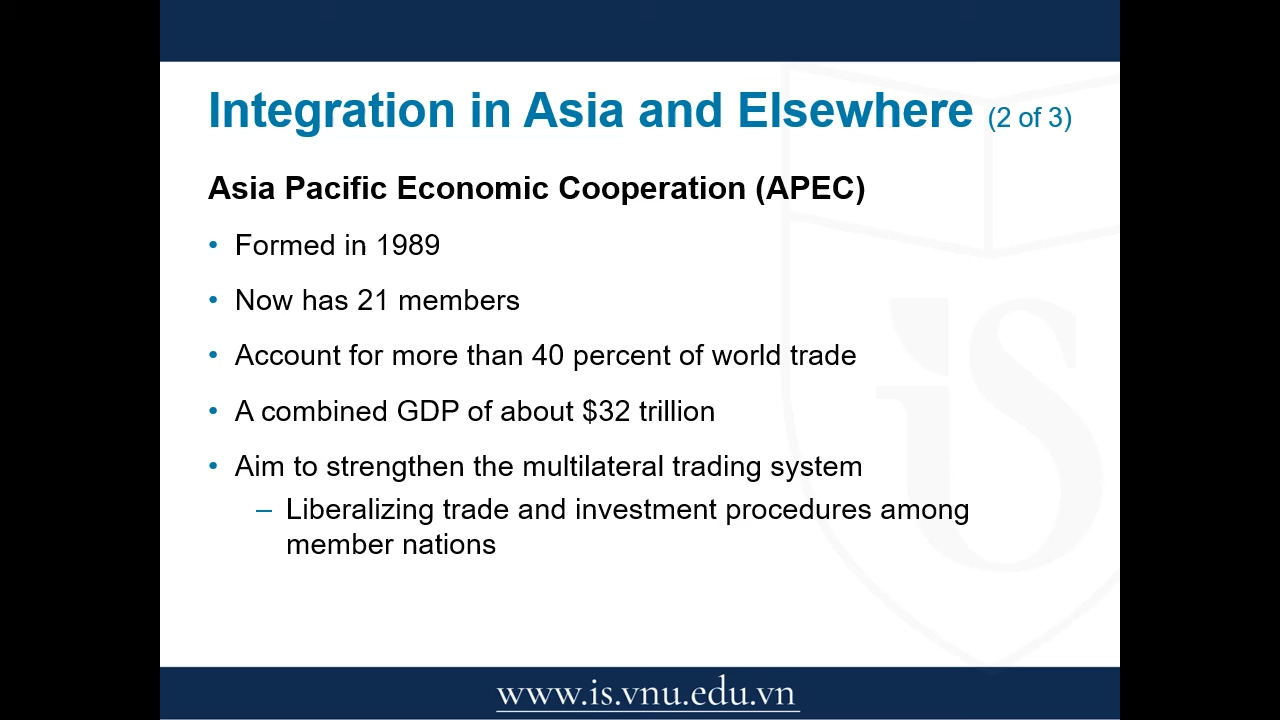 Integration in Asia and Elsewhere (2 of 3)
Asia Pacific Economic Cooperation (APEC)
• Formed in 1989
• Now has 21 members
• Account for more than 40 percent of world trade
• A combined GDP of about $32 trillion
• Aim to strengthen the multilateral trading system
– Liberalizing trade and investment procedures among
member nations
iS
www.is.vnu.edu.vn